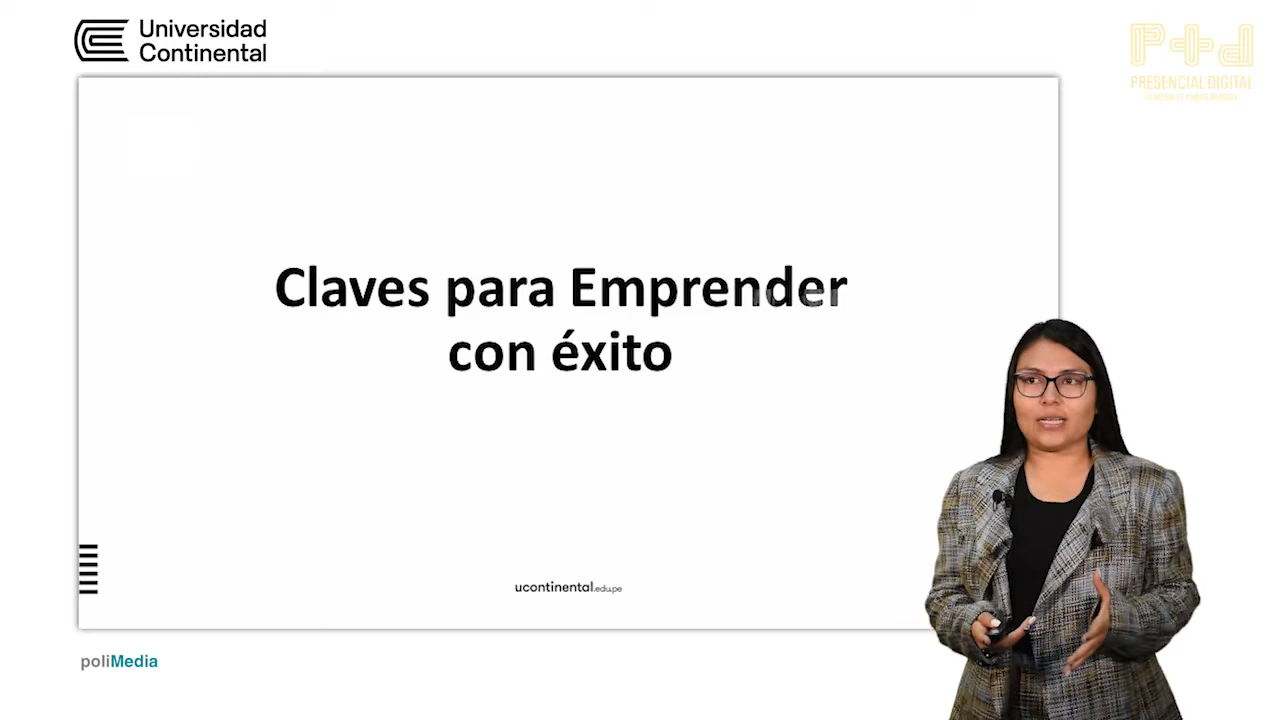 Universidad
Continental
P+d
PRESENCIAL DIGITAL
Claves para Emprender
con éxito
ucontinental.edu.pe
poliMedia